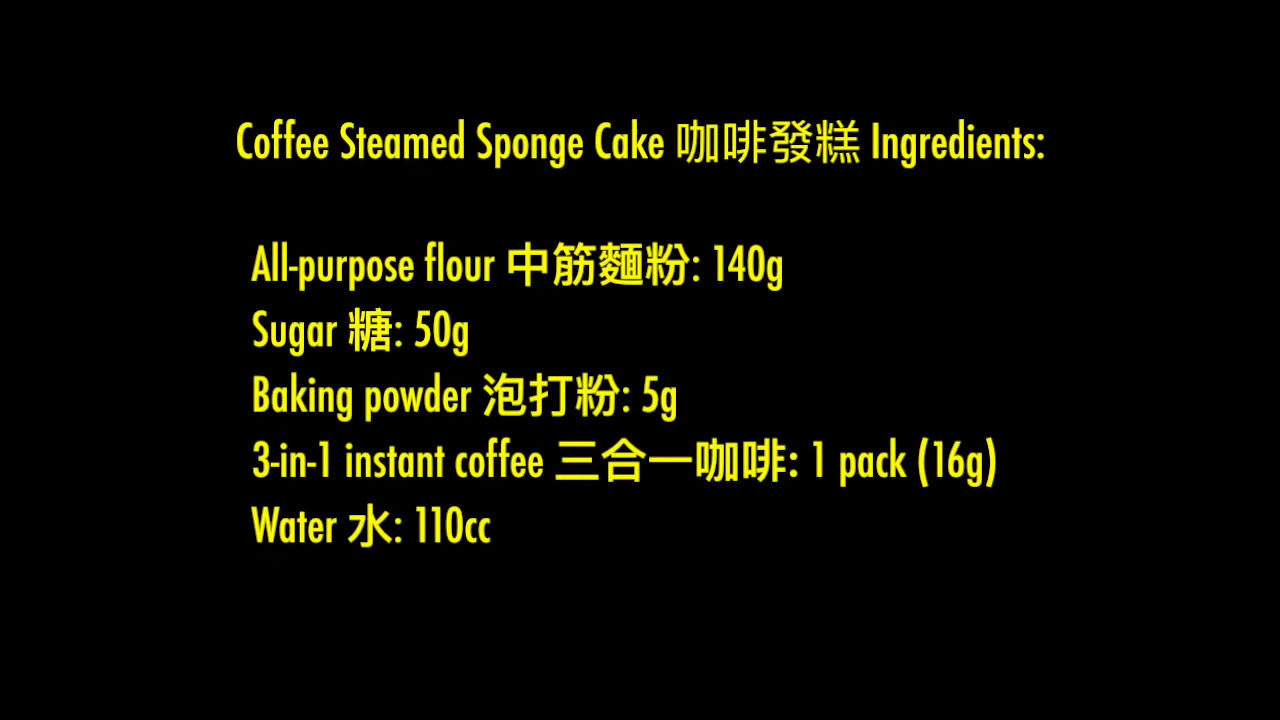 Coffee Steamed Sponge Cake 咖啡發糕 Ingredients:
All-purpose flour 中筋麵粉: 140g
Sugar 糖: 50g
Baking powder 泡打粉: 5g
3-in-1 instant coffee 三合一咖啡: 1 pack (16g)
Water 水: 110cc